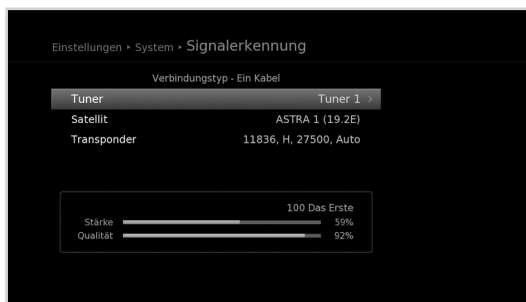 Einstellungen ‣ System ‣ Signalerkennung
Verbindungstyp - Ein Kabel
Tuner Tuner 1 >
Satellit ASTRA 1 (19.2E)
Transponder 11836, H, 27500, Auto
100 Das Erste
Stärke 59%
Qualität 92%